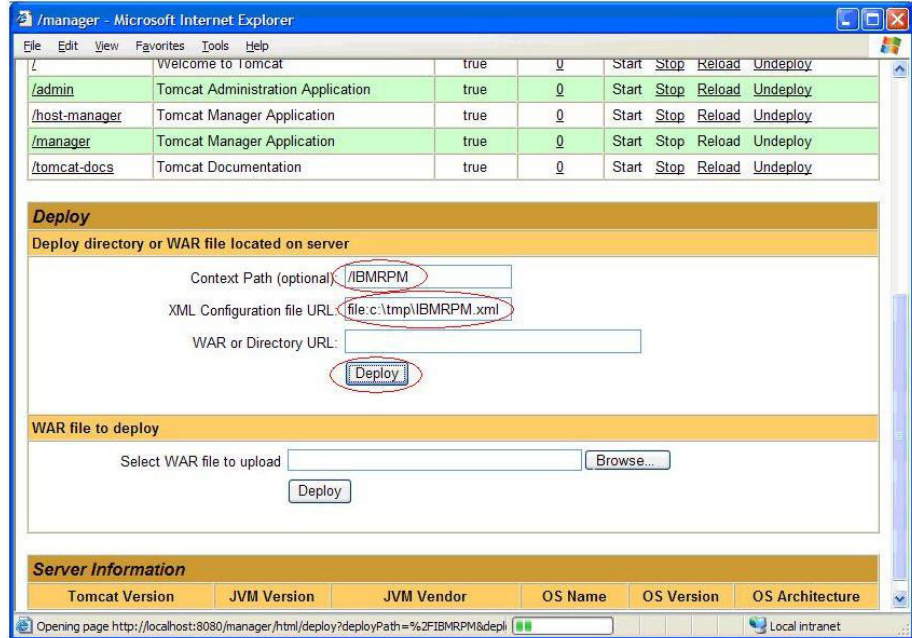 /manager - Microsoft Internet Explorer
File Edit View Favorites Tools Help
/ Welcome to Tomcat true 0 Start Stop Reload Undeploy
/admin Tomcat Administration Application true 0 Start Stop Reload Undeploy
/host-manager Tomcat Manager Application true 0 Start Stop Reload Undeploy
/manager Tomcat Manager Application true 0 Start Stop Reload Undeploy
/tomcat-docs Tomcat Documentation true 0 Start Stop Reload Undeploy
Deploy
Deploy directory or WAR file located on server
Context Path (optional): /IBMRPM
XML Configuration file URL: file:c:\tmp\IBMRPM.xml
WAR or Directory URL:
Deploy
WAR file to deploy
Select WAR file to upload Browse...
Deploy
Server Information
Tomcat Version JVM Version JVM Vendor OS Name OS Version OS Architecture
Opening page http://localhost:8080/manager/html/deploy?deployPath=%2FIBMRPM&depl Local intranet